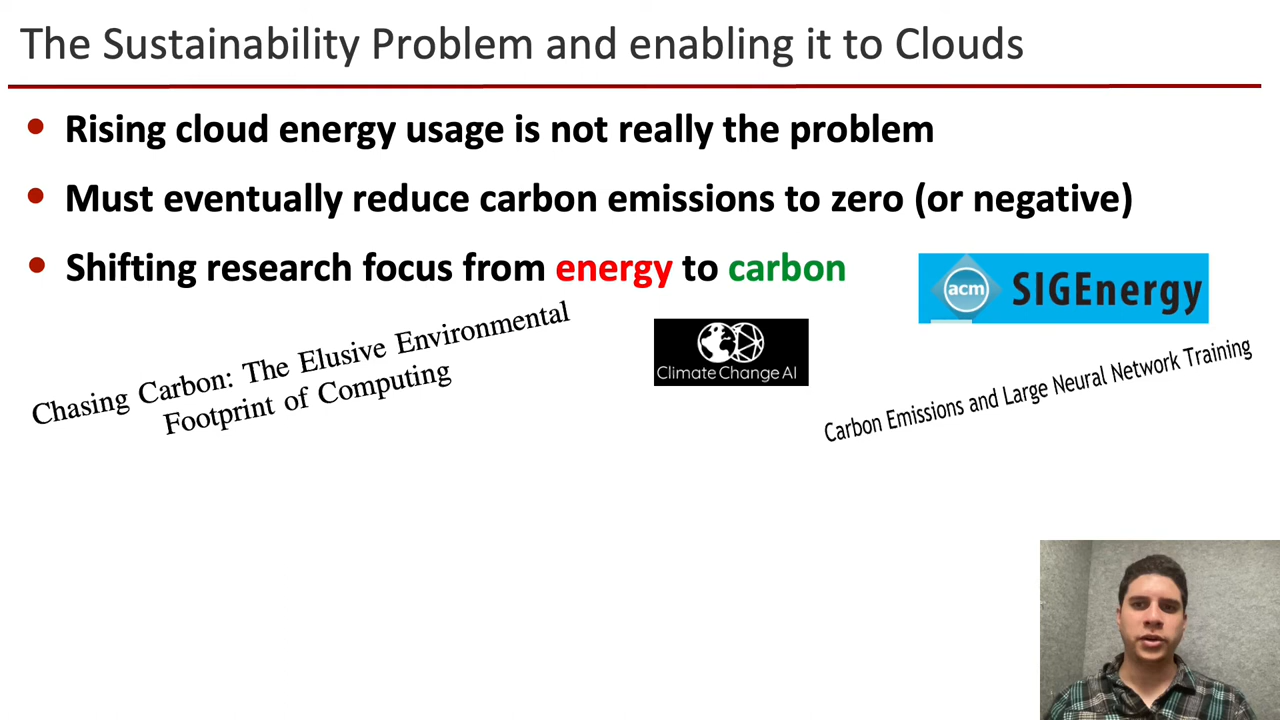 The Sustainability Problem and enabling it to Clouds
Rising cloud energy usage is not really the problem
Must eventually reduce carbon emissions to zero (or negative)
Shifting research focus from energy to carbon
acm SIGEnergy
Chasing Carbon: The Elusive Environmental
Footprint of Computing
Climate Change AI
Carbon Emissions and Large Neural Network Training